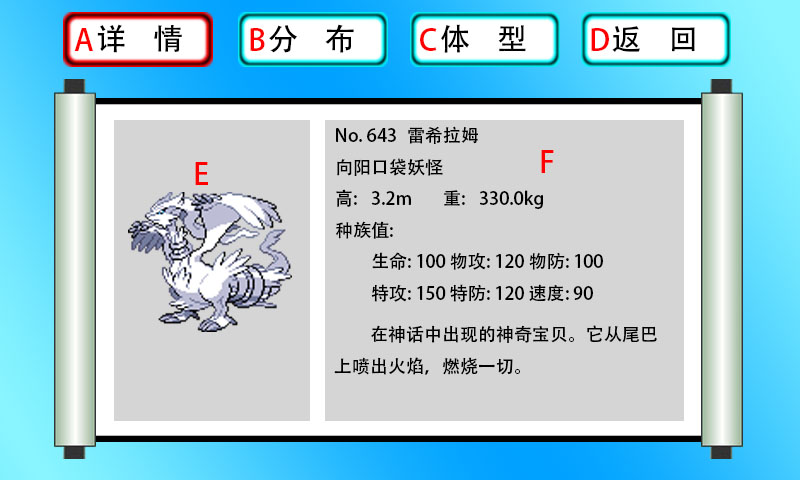 A详 情
B分 布
C体 型
D返 回
E
F
No. 643 雷希拉姆
向阳口袋妖怪
高: 3.2m 重: 330.0kg
种族值:
生命: 100 物攻: 120 物防: 100
特攻: 150 特防: 120 速度: 90
在神话中出现的神奇宝贝。它从尾巴
上喷出火焰，燃烧一切。